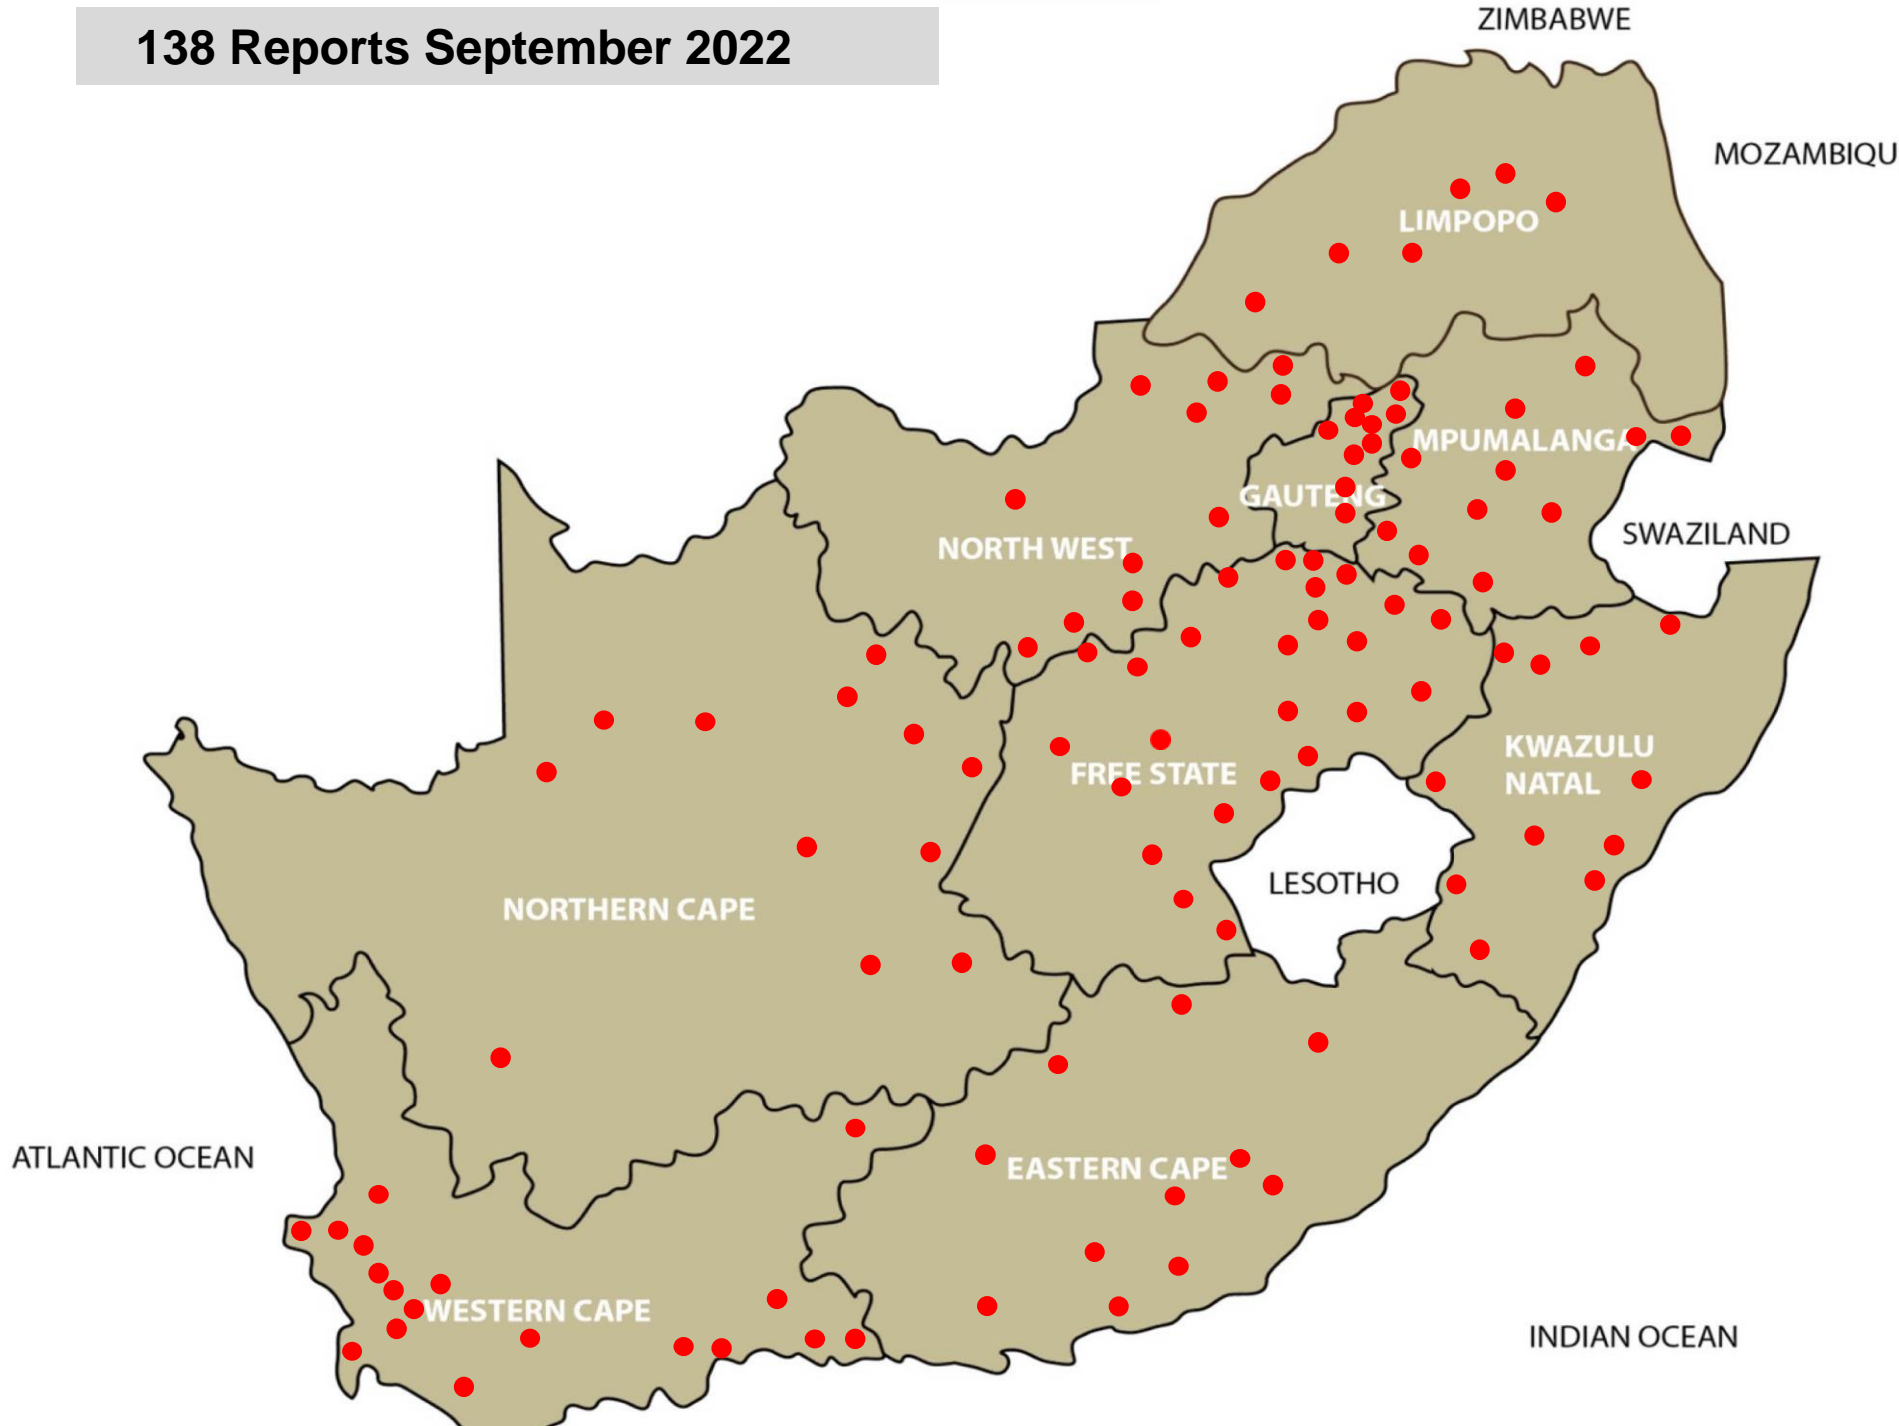 138 Reports September 2022
ZIMBABWE
MOZAMBIQU
LIMPOPO
MPUMALANGA
GAUTENG
SWAZILAND
NORTH WEST
KWAZULU
NATAL
FREE STATE
LESOTHO
NORTHERN CAPE
ATLANTIC OCEAN
EASTERN CAPE
WESTERN CAPE
INDIAN OCEAN